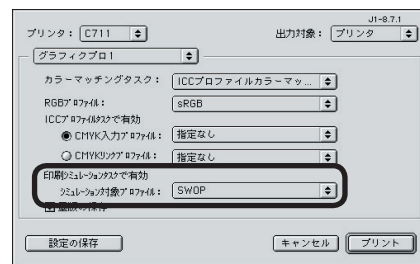 J1-8.7.1
プリンタ： C711 出力対象： プリンタ
グラフィクプロ1
カラーマッチングタスク： ICCプロファイルカラーマッ...
RGBﾌﾟﾛﾌｧｲﾙ： sRGB
ICCﾌﾟﾛﾌｧｲﾙﾀｽｸで有効
CMYK入力ﾌﾟﾛﾌｧｲﾙ： 指定なし
CMYKﾘﾝｸﾌﾟﾛﾌｧｲﾙ： 指定なし
印刷ｼﾐｭﾚｰｼｮﾝﾀｽｸで有効
ｼﾐｭﾚｰｼｮﾝ対象ﾌﾟﾛﾌｧｲﾙ： SWOP
墨版の保存
設定の保存 キャンセル プリント